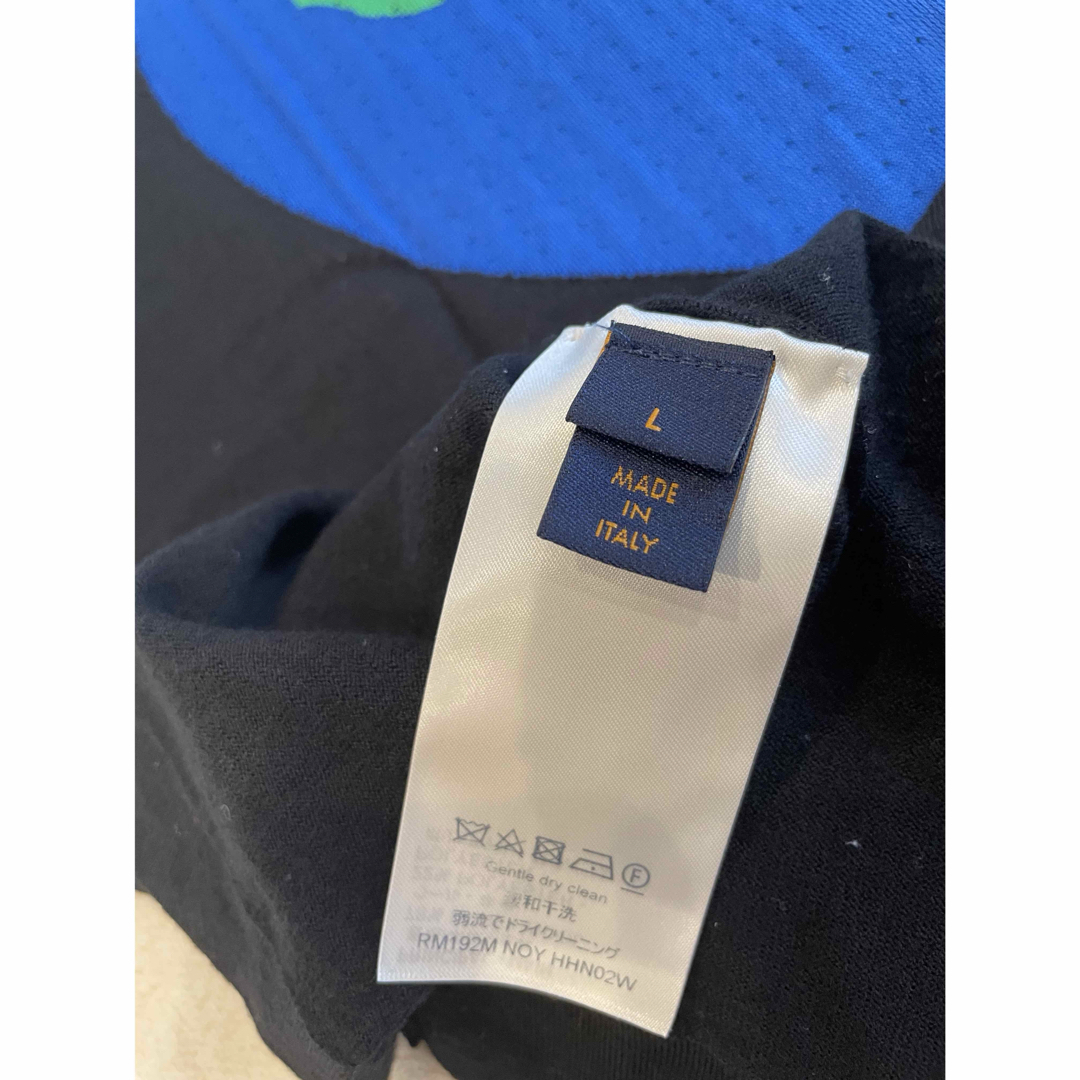 L
MADE
IN
ITALY
F
Gentle dry clean
缓和干洗
弱流でドライクリーニング
RM192M NOY HHN02W